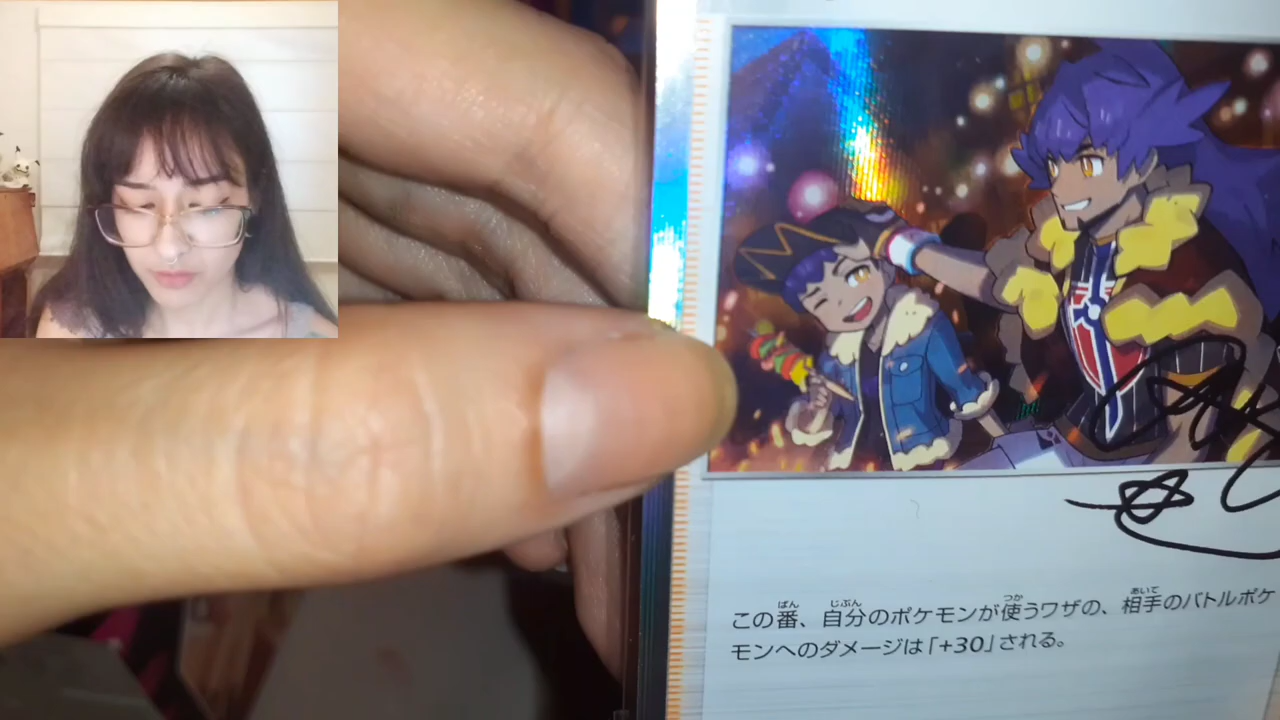 この番、自分のポケモンが使うワザの、相手のバトルポケ
モンへのダメージは「+30」される。